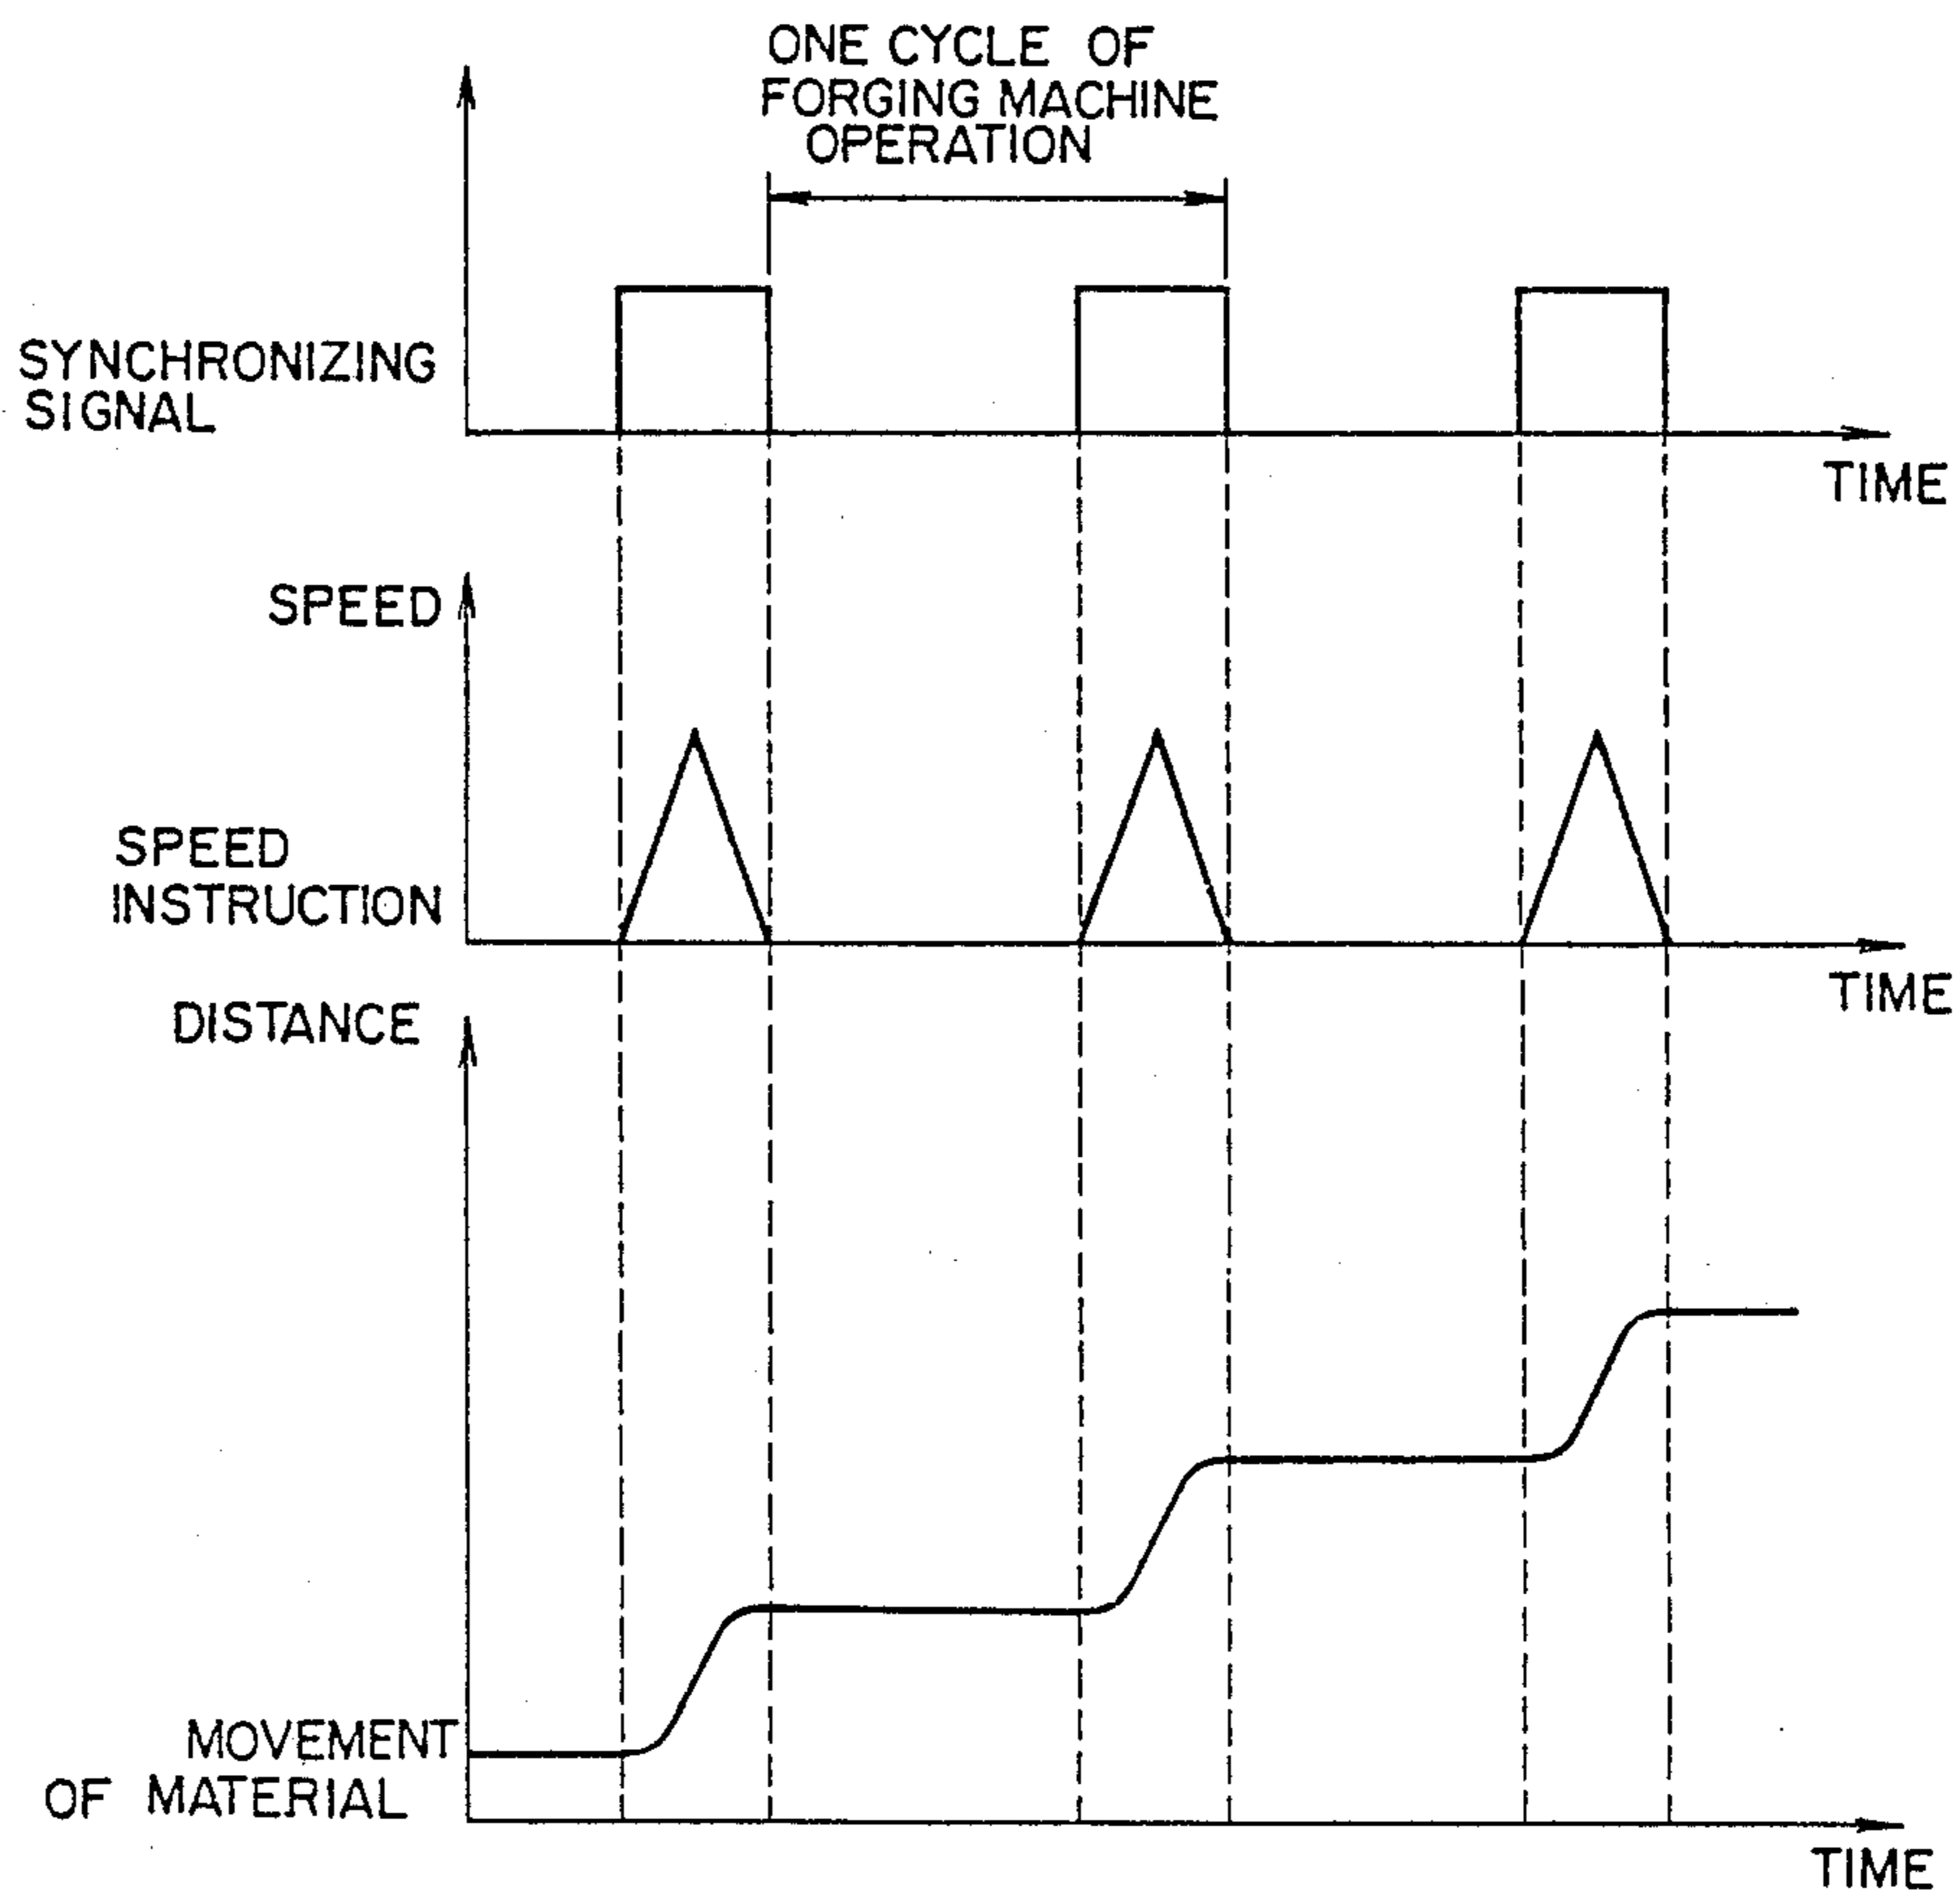 ONE CYCLE OF
FORGING MACHINE
OPERATION
SYNCHRONIZING
SIGNAL
TIME
SPEED
SPEED
INSTRUCTION
TIME
DISTANCE
MOVEMENT
OF MATERIAL
TIME